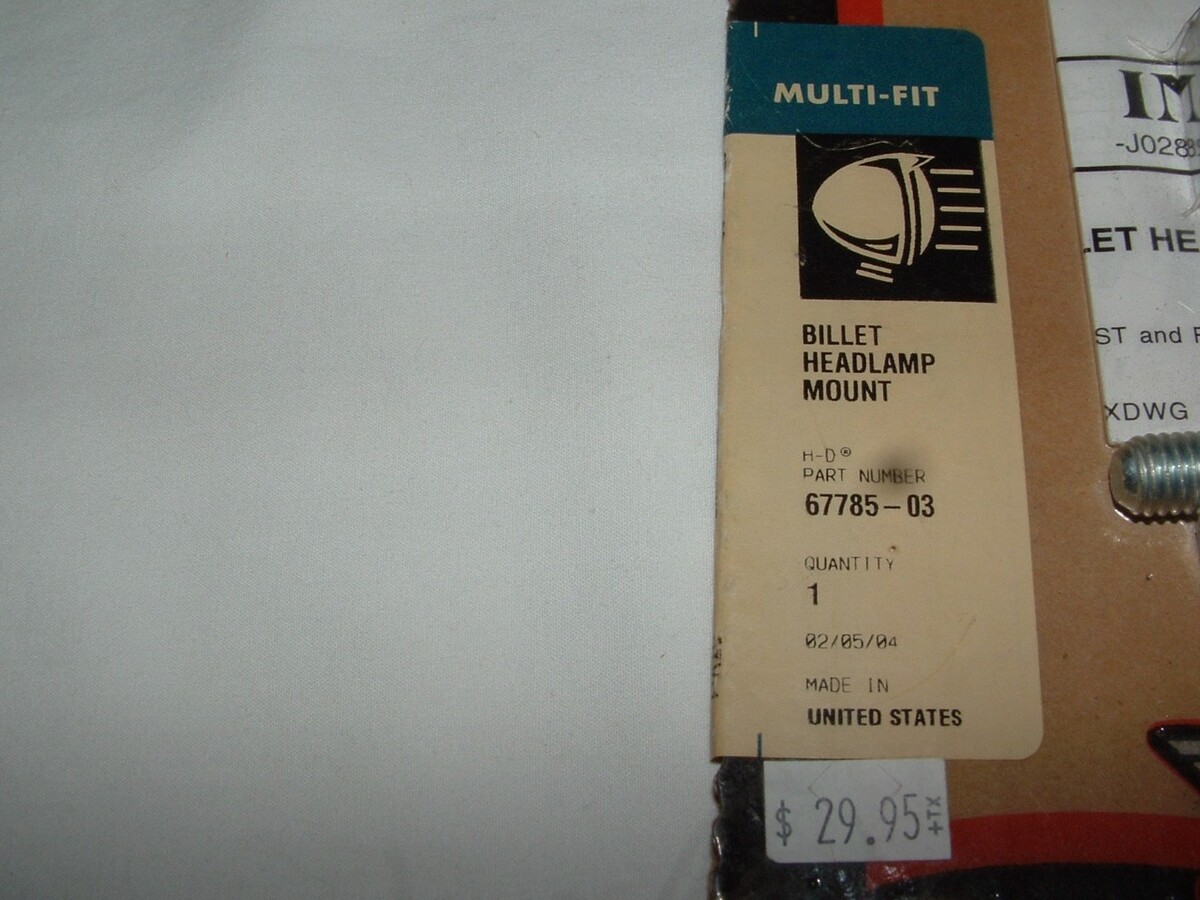 MULTI-FIT
BILLET
HEADLAMP
MOUNT
H-D®
PART NUMBER
67785-03
QUANTITY
1
02/05/04
MADE IN
UNITED STATES
$ 29.95 +TX
-J028
LET HE
ST and
XDWG